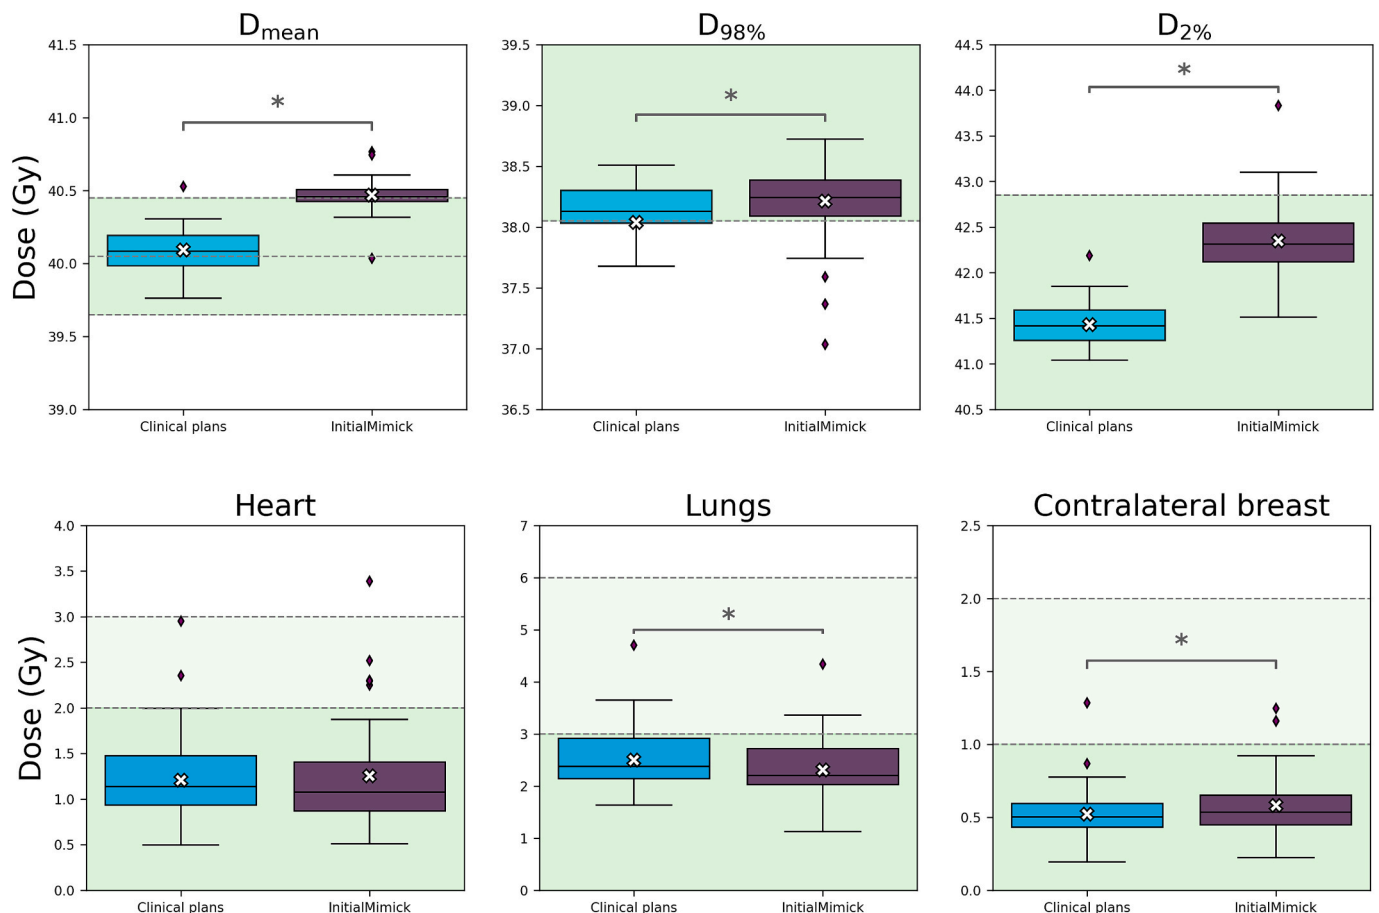 D_mean
D_98%
D_2%
Dose (Gy)
41.5
41.0
40.5
40.0
39.5
39.0
Clinical plans
InitialMimick
*
39.5
39.0
38.5
38.0
37.5
37.0
36.5
Clinical plans
InitialMimick
*
44.5
44.0
43.5
43.0
42.5
42.0
41.5
41.0
40.5
Clinical plans
InitialMimick
*
Heart
Lungs
Contralateral breast
Dose (Gy)
4.0
3.5
3.0
2.5
2.0
1.5
1.0
0.5
0.0
Clinical plans
InitialMimick
7
6
5
4
3
2
1
0
Clinical plans
InitialMimick
*
2.5
2.0
1.5
1.0
0.5
0.0
Clinical plans
InitialMimick
*